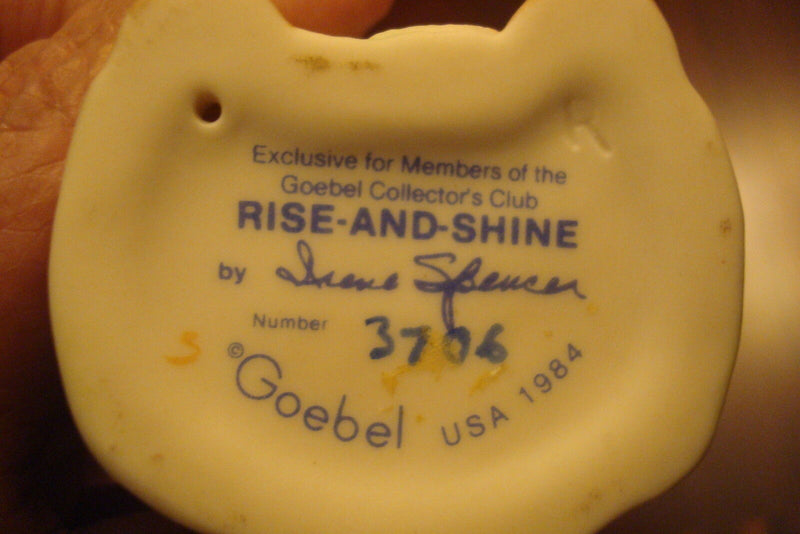 Exclusive for Members of the
Goebel Collector's Club
RISE-AND-SHINE
by Irene Spencer
Number 3706
S
© Goebel USA 1984